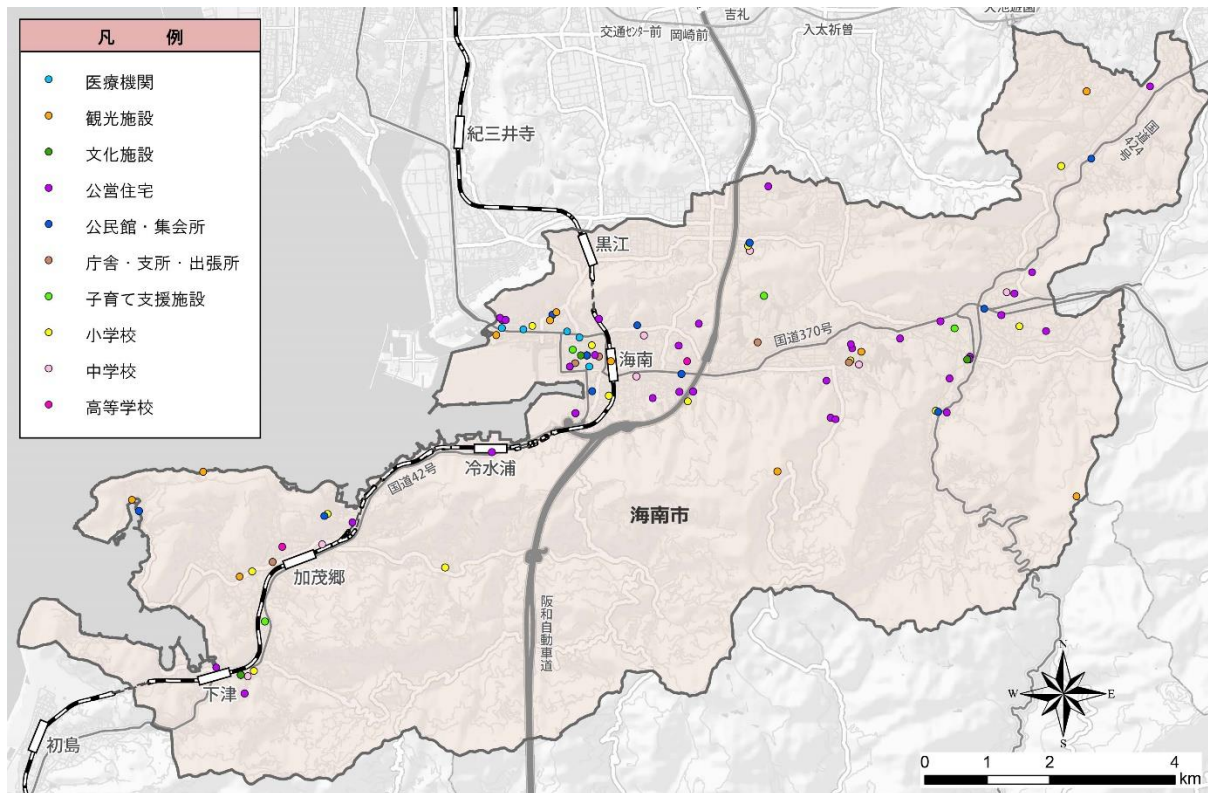 凡 例
医療機関
観光施設
文化施設
公営住宅
公民館・集会所
庁舎・支所・出張所
子育て支援施設
小学校
中学校
高等学校
吉礼
交通センター前
岡崎前
入太祈曽
紀三井寺
国道424号
黒江
海南
国道370号
冷水浦
国道42号
海南市
加茂郷
阪和自動車道
下津
初島
N
W
E
S
0 1 2 4
km